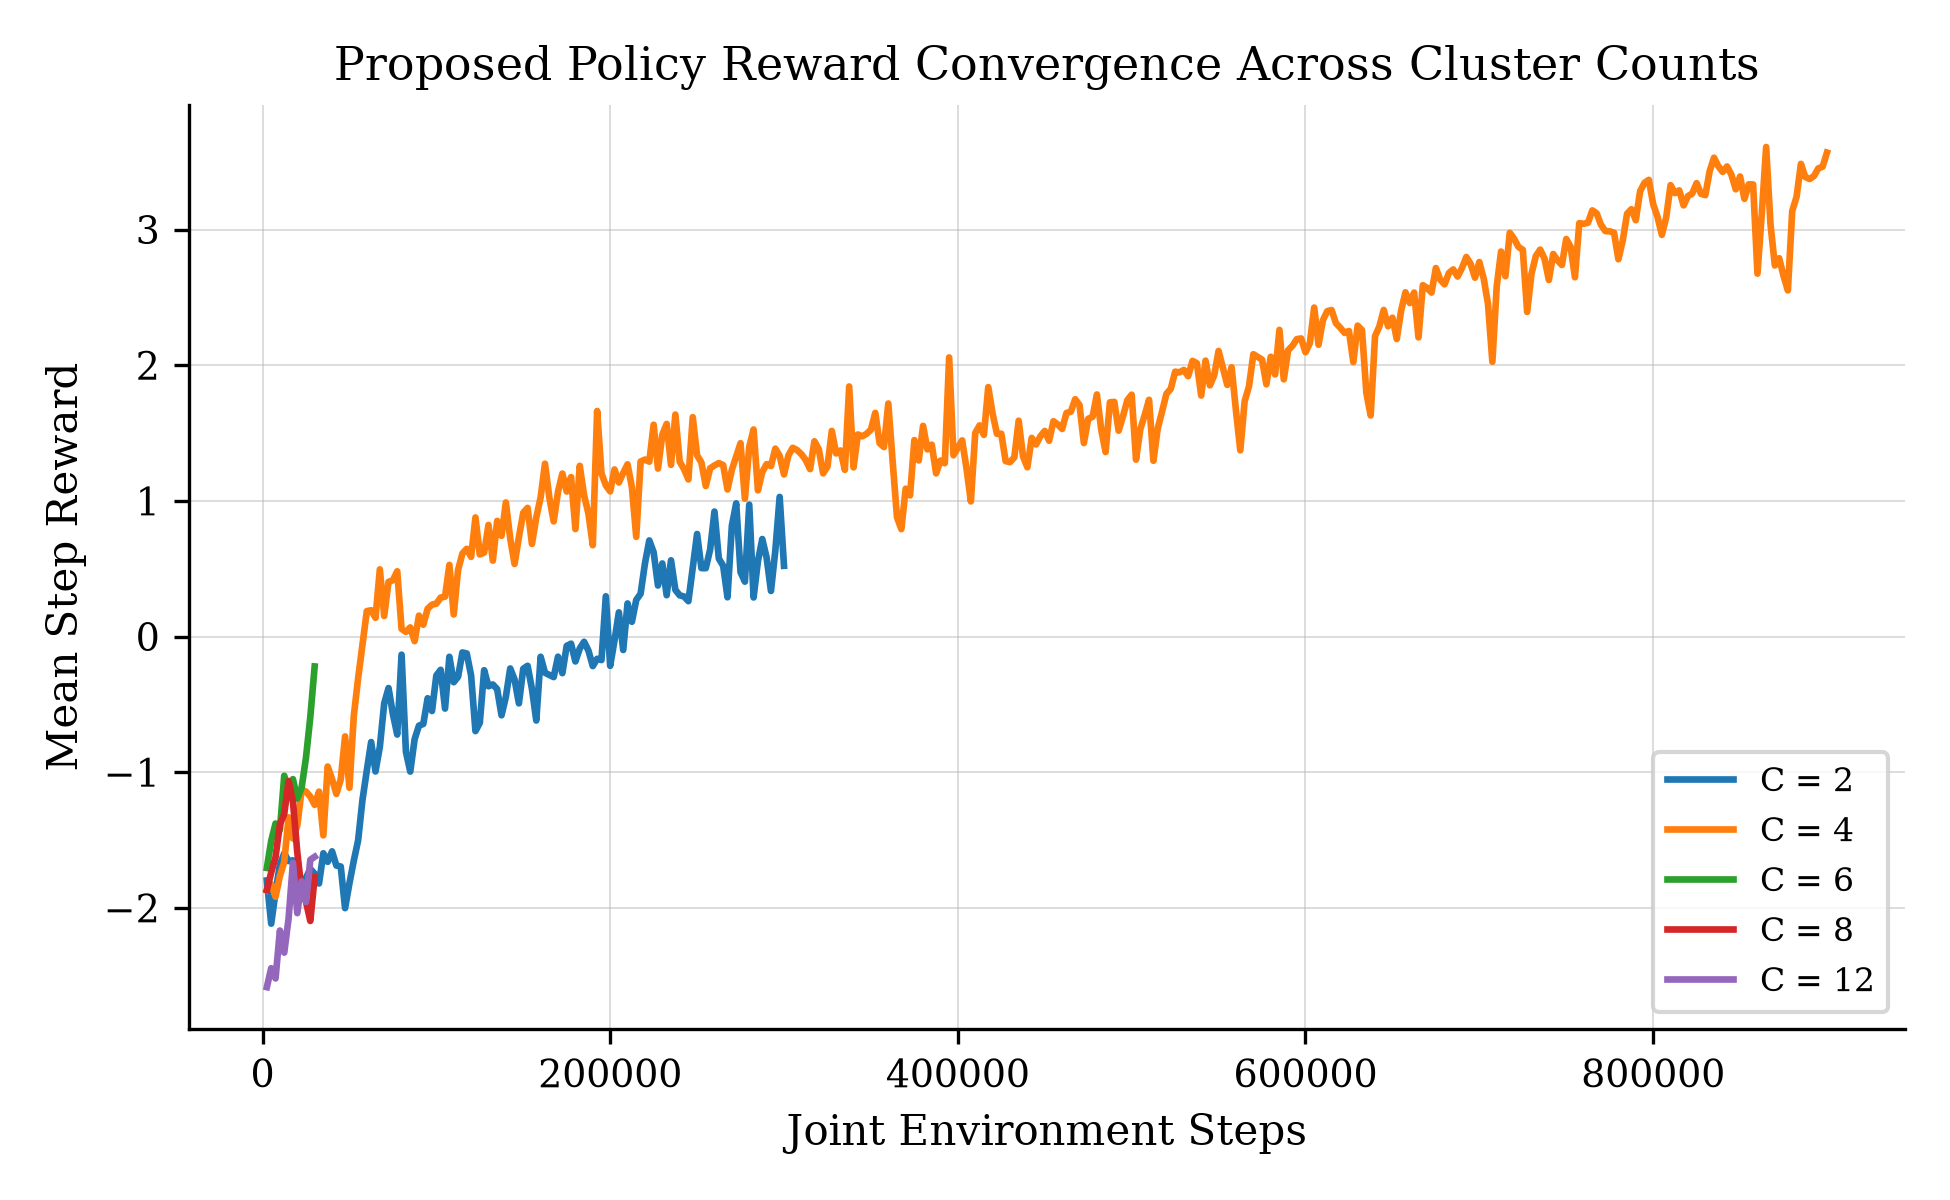 Proposed Policy Reward Convergence Across Cluster Counts
Mean Step Reward
3
2
1
0
−1
−2
0
200000
400000
600000
800000
Joint Environment Steps
C = 2
C = 4
C = 6
C = 8
C = 12